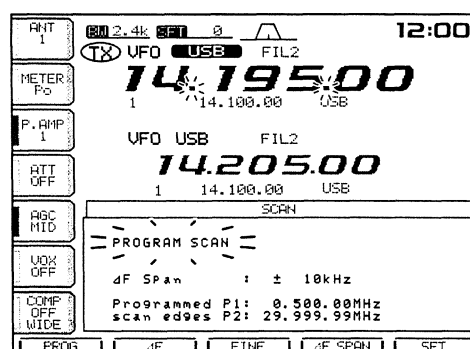 ANT
1
BW 2.4k SFT 0
12:00
TX VFO USB FIL2
METER
Po
14.195.00
1 14.100.00 USB
P.AMP
1
VFO USB FIL2
ATT
OFF
14.205.00
1 14.100.00 USB
AGC
MID
SCAN
PROGRAM SCAN
VOX
OFF
ΔF SPan : ± 10kHz
COMP
OFF
WIDE
Programmed P1: 0.500.00MHz
scan edges P2: 29.999.99MHz
PROG ΔF FINE ΔF SPAN SET